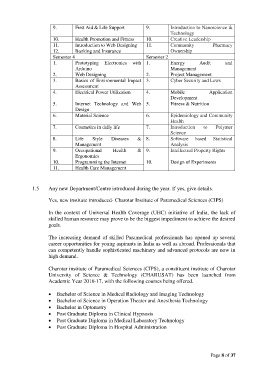 9. First Aid & Life Support 9. Introduction to Nanoscience & Technology
10. Health Promotion and Fitness 10. Creative Leadership
11. Introduction to Web Designing 11. Community Pharmacy Ownership
12. Banking and Insurance
Semester 4 Semester 2
1. Prototyping Electronics with Arduino 1. Energy Audit and Management
2. Web Designing 2. Project Management
3. Basics of Environmental Impact Assessment 3. Cyber Security and Laws
4. Electrical Power Utilization 4. Mobile Application Development
5. Internet Technology and Web Design 5. Fitness & Nutrition
6. Material Science 6. Epidemiology and Community Health
7. Cosmetics in daily life 7. Introduction to Polymer Science
8. Life Style Diseases & Management 8. Software based Statistical Analysis
9. Occupational Health & Ergonomics 9. Intellectual Property Rights
10. Programming the Internet 10. Design of Experiments
11. Health Care Management
1.5 Any new Department/Centre introduced during the year. If yes, give details.
Yes, new institute introduced- Charotar Institute of Paramedical Sciences (CIPS)
In the context of Universal Health Coverage (UHC) initiative of India, the lack of
skilled human resource may prove to be the biggest impediment to achieve the desired
goals.
The increasing demand of skilled Paramedical professionals has opened up several
career opportunities for young aspirants in India as well as abroad. Professionals that
can competently handle sophisticated machinery and advanced protocols are now in
high demand.
Charotar Institute of Paramedical Sciences (CIPS), a constituent institute of Charotar
University of Science & Technology (CHARUSAT) has been launched from
Academic Year 2016-17, with the following courses being offered.
• Bachelor of Science in Medical Radiology and Imaging Technology
• Bachelor of Science in Operation Theater and Anesthesia Technology
• Bachelor in Optometry
• Post Graduate Diploma in Clinical Hypnosis
• Post Graduate Diploma in Medical Laboratory Technology
• Post Graduate Diploma in Hospital Administration
Page 6 of 37